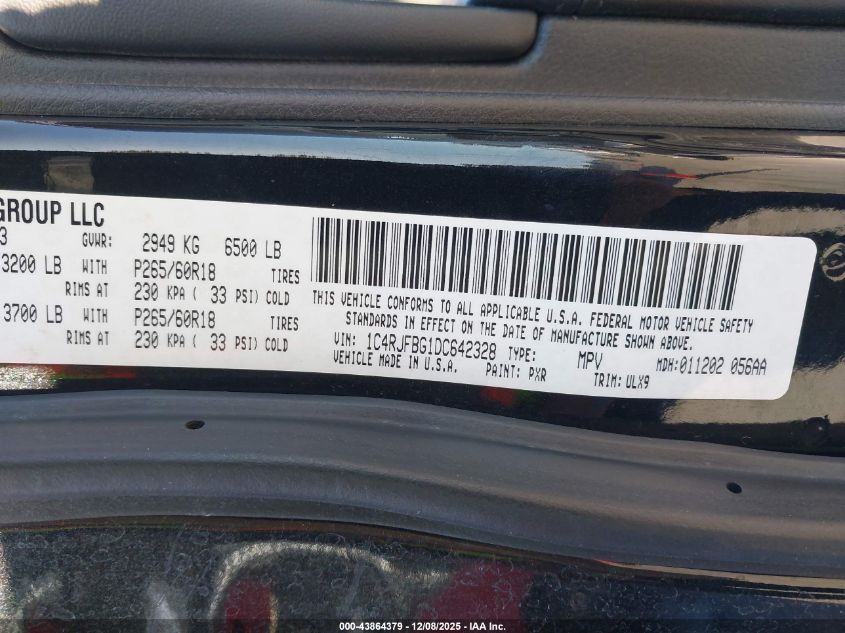 GROUP LLC
3 GVWR: 2949 KG 6500 LB
3200 LB WITH P265/60R18 TIRES
RIMS AT 230 KPA ( 33 PSI) COLD
3700 LB WITH P265/60R18 TIRES
RIMS AT 230 KPA ( 33 PSI) COLD
THIS VEHICLE CONFORMS TO ALL APPLICABLE U.S.A. FEDERAL MOTOR VEHICLE SAFETY
STANDARDS IN EFFECT ON THE DATE OF MANUFACTURE SHOWN ABOVE.
VIN: 1C4RJFBG1DC642328 TYPE: MPV MDH:011202 056AA
VEHICLE MADE IN U.S.A. PAINT: PXR TRIM: ULX9
000-43864379 | 12/08/2025 - IAA Inc.